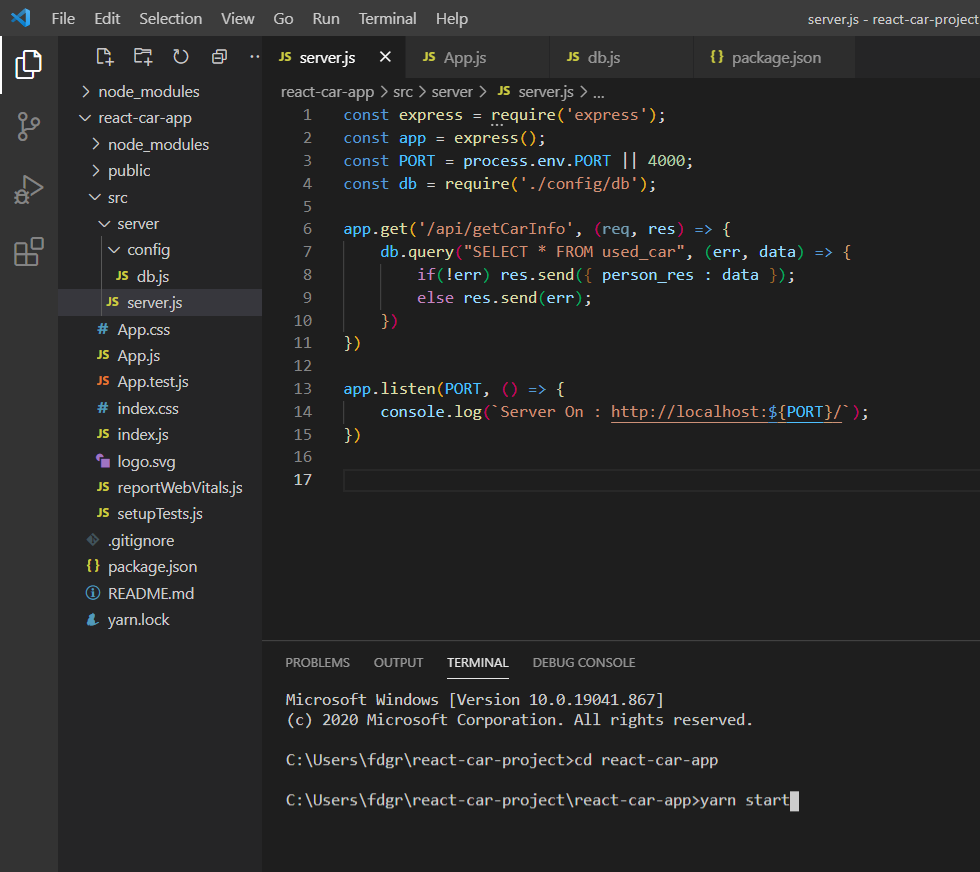 File Edit Selection View Go Run Terminal Help server.js - react-car-project
server.js App.js db.js package.json
node_modules
react-car-app
node_modules
public
src
server
config
JS db.js
JS server.js
# App.css
JS App.js
JS App.test.js
# index.css
JS index.js
logo.svg
JS reportWebVitals.js
JS setupTests.js
.gitignore
{} package.json
README.md
yarn.lock
JS server.js
JS App.js
JS db.js
{} package.json
react-car-app > src > server > JS server.js > ...
1 const express = require('express');
2 const app = express();
3 const PORT = process.env.PORT || 4000;
4 const db = require('./config/db');
5
6 app.get('/api/getCarInfo', (req, res) => {
7 db.query("SELECT * FROM used_car", (err, data) => {
8 if(!err) res.send({ person_res : data });
9 else res.send(err);
10 })
11 })
12
13 app.listen(PORT, () => {
14 console.log(`Server On : http://localhost:${PORT}/`);
15 })
16
17
PROBLEMS OUTPUT TERMINAL DEBUG CONSOLE
Microsoft Windows [Version 10.0.19041.867]
(c) 2020 Microsoft Corporation. All rights reserved.
C:\Users\fdgr\react-car-project>cd react-car-app
C:\Users\fdgr\react-car-project\react-car-app>yarn start